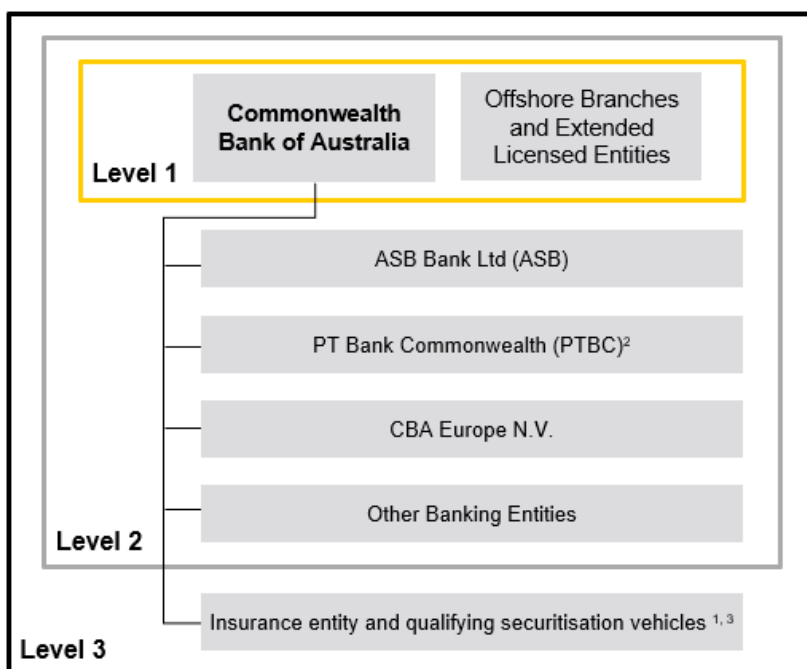 Commonwealth
Bank of Australia
Offshore Branches
and Extended
Licensed Entities
Level 1
ASB Bank Ltd (ASB)
PT Bank Commonwealth (PTBC)²
CBA Europe N.V.
Other Banking Entities
Level 2
Insurance entity and qualifying securitisation vehicles ¹˒ ³
Level 3